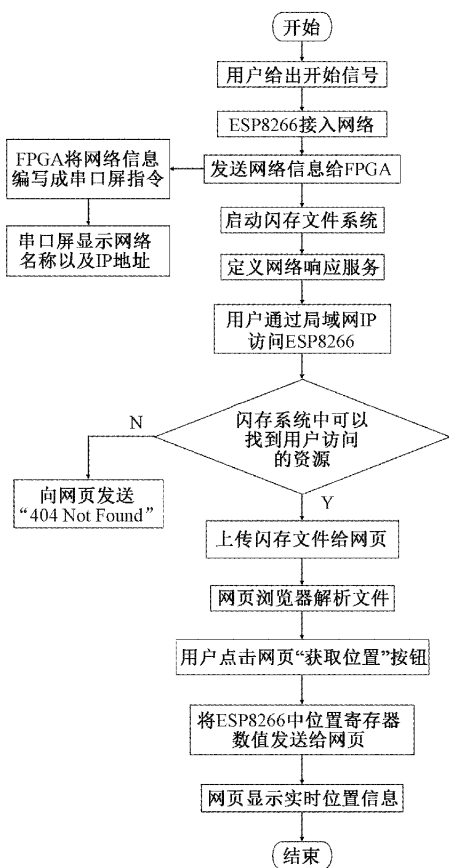 开始
用户给出开始信号
ESP8266接入网络
FPGA将网络信息
编写成串口屏指令
发送网络信息给FPGA
串口屏显示网络
名称以及IP地址
启动闪存文件系统
定义网络响应服务
用户通过局域网IP
访问ESP8266
闪存系统中可以
找到用户访问
的资源
N
向网页发送
“404 Not Found”
Y
上传闪存文件给网页
网页浏览器解析文件
用户点击网页“获取位置”按钮
将ESP8266中位置寄存器
数值发送给网页
网页显示实时位置信息
结束